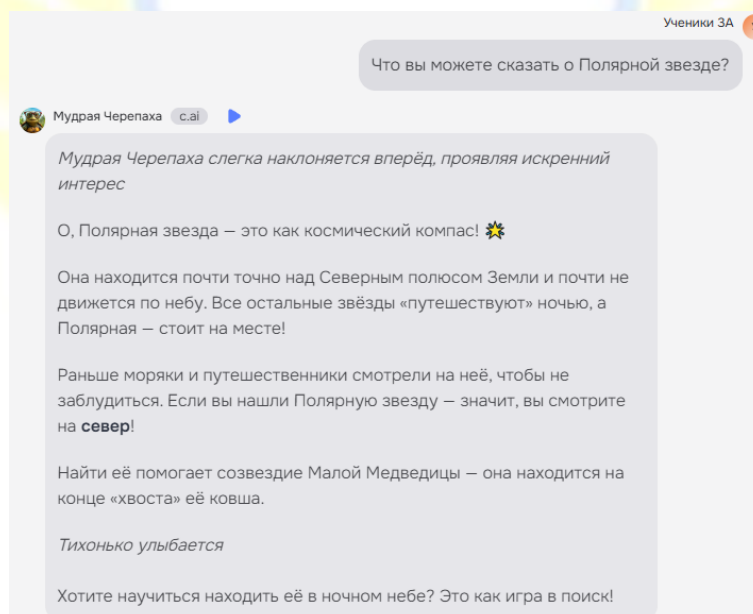 Ученики 3А
Что вы можете сказать о Полярной звезде?
Мудрая Черепаха c.ai
Мудрая Черепаха слегка наклоняется вперёд, проявляя искренний
интерес
О, Полярная звезда — это как космический компас! 🌟
Она находится почти точно над Северным полюсом Земли и почти не
движется по небу. Все остальные звёзды «путешествуют» ночью, а
Полярная — стоит на месте!
Раньше моряки и путешественники смотрели на неё, чтобы не
заблудиться. Если вы нашли Полярную звезду — значит, вы смотрите
на север!
Найти её помогает созвездие Малой Медведицы — она находится на
конце «хвоста» её ковша.
Тихонько улыбается
Хотите научиться находить её в ночном небе? Это как игра в поиск!